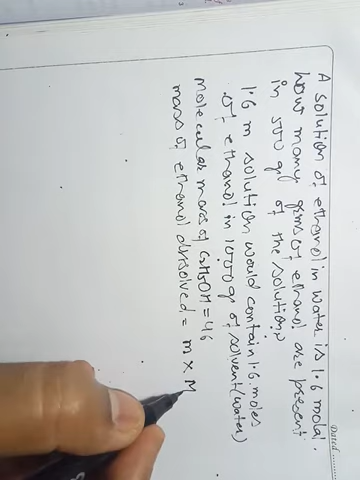 Dated..........
A solution of ethanol in water is 1.6 molal.
How many gms of ethanol are present
in 500 g of the solution?
1.6 m solution would contain 1.6 moles
of ethanol in 1000 g of solvent (water)
Molecular mass of C2H5OH = 46
mass of ethanol dissolved = m × M